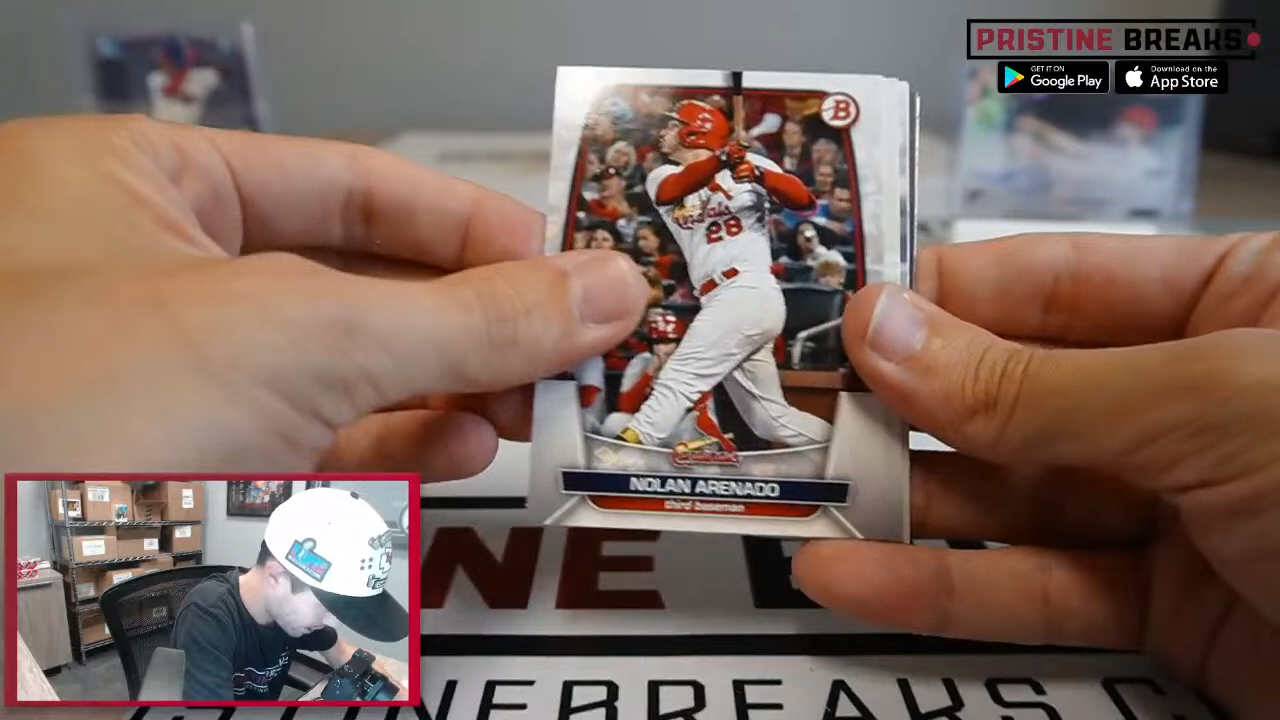 PRISTINE BREAKS
GET IT ON
Google Play
Download on the
App Store
B
Cardinals
28
NOLAN ARENADO
third baseman
NE B